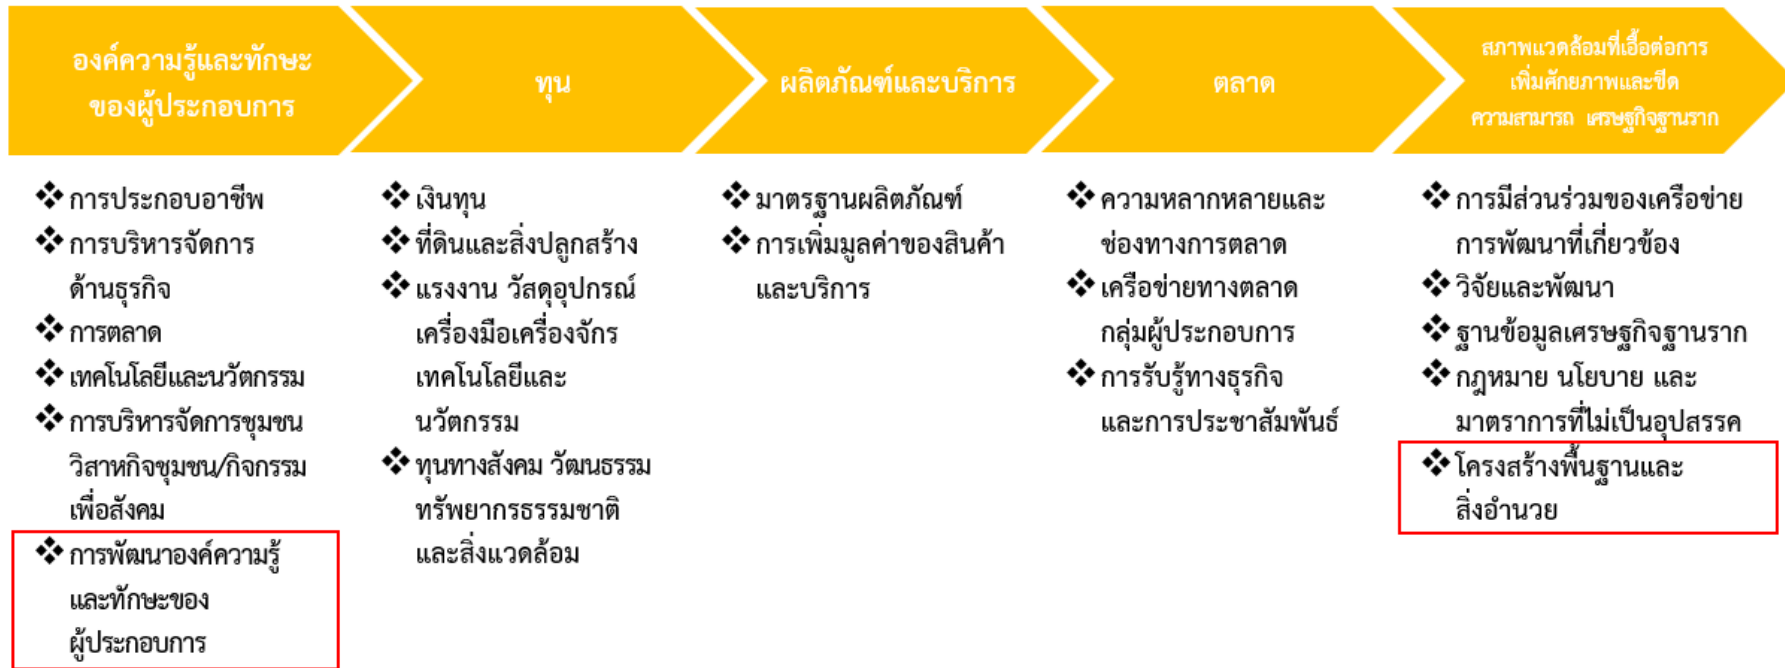 องค์ความรู้และทักษะ
ของผู้ประกอบการ
ทุน
ผลิตภัณฑ์และบริการ
ตลาด
สภาพแวดล้อมที่เอื้อต่อการ
เพิ่มศักยภาพและขีด
ความสามารถ เศรษฐกิจฐานราก
❖ การประกอบอาชีพ
❖ การบริหารจัดการ
ด้านธุรกิจ
❖ การตลาด
❖ เทคโนโลยีและนวัตกรรม
❖ การบริหารจัดการชุมชน
วิสาหกิจชุมชน/กิจกรรม
เพื่อสังคม
❖ การพัฒนาองค์ความรู้
และทักษะของ
ผู้ประกอบการ
❖ เงินทุน
❖ ที่ดินและสิ่งปลูกสร้าง
❖ แรงงาน วัสดุอุปกรณ์
เครื่องมือเครื่องจักร
เทคโนโลยีและ
นวัตกรรม
❖ ทุนทางสังคม วัฒนธรรม
ทรัพยากรธรรมชาติ
และสิ่งแวดล้อม
❖ มาตรฐานผลิตภัณฑ์
❖ การเพิ่มมูลค่าของสินค้า
และบริการ
❖ ความหลากหลายและ
ช่องทางการตลาด
❖ เครือข่ายทางตลาด
กลุ่มผู้ประกอบการ
❖ การรับรู้ทางธุรกิจ
และการประชาสัมพันธ์
❖ การมีส่วนร่วมของเครือข่าย
การพัฒนาที่เกี่ยวข้อง
❖ วิจัยและพัฒนา
❖ ฐานข้อมูลเศรษฐกิจฐานราก
❖ กฎหมาย นโยบาย และ
มาตราการที่ไม่เป็นอุปสรรค
❖ โครงสร้างพื้นฐานและ
สิ่งอำนวย